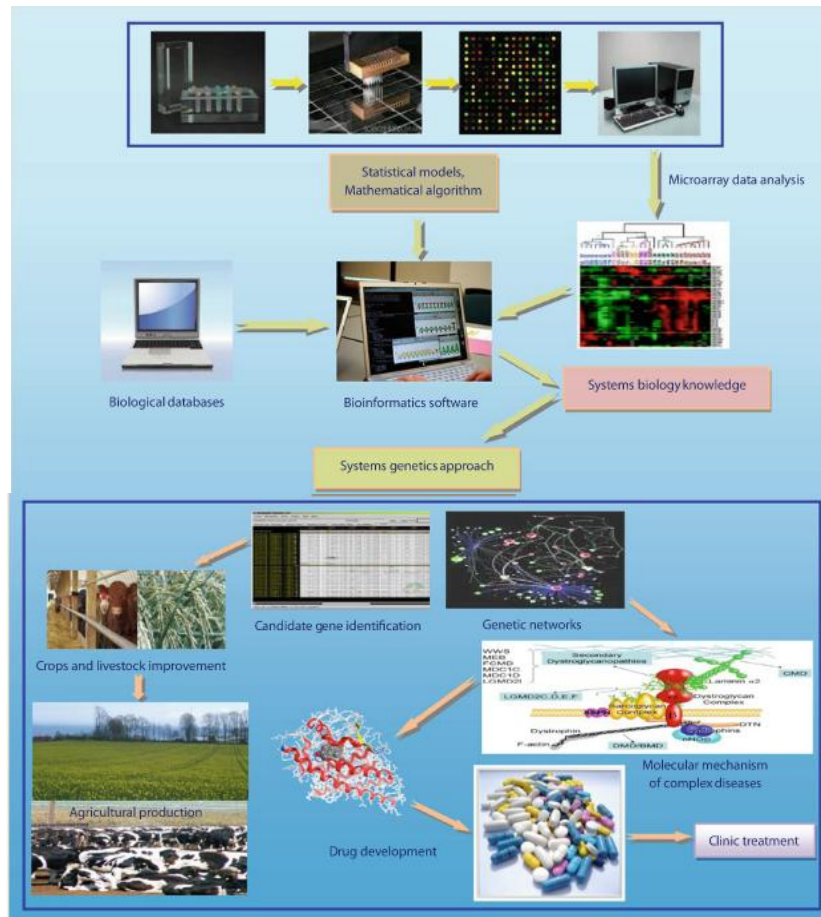 Statistical models,
Mathematical algorithm
Microarray data analysis
Biological databases
Bioinformatics software
Systems biology knowledge
Systems genetics approach
Candidate gene identification
Genetic networks
Crops and livestock improvement
WWS
MEB
FCMD
MDC1C
MDC1D
LGMD2I
Secondary
Dystroglycanopathies
CMD
Laminin α2
Dystroglycan
Complex
LGMD2C,D,E,F
Sarcoglycan
Complex
DTN
Dystrophin
F-actin
DMD/BMD
Molecular mechanism
of complex diseases
Agricultural production
Drug development
Clinic treatment